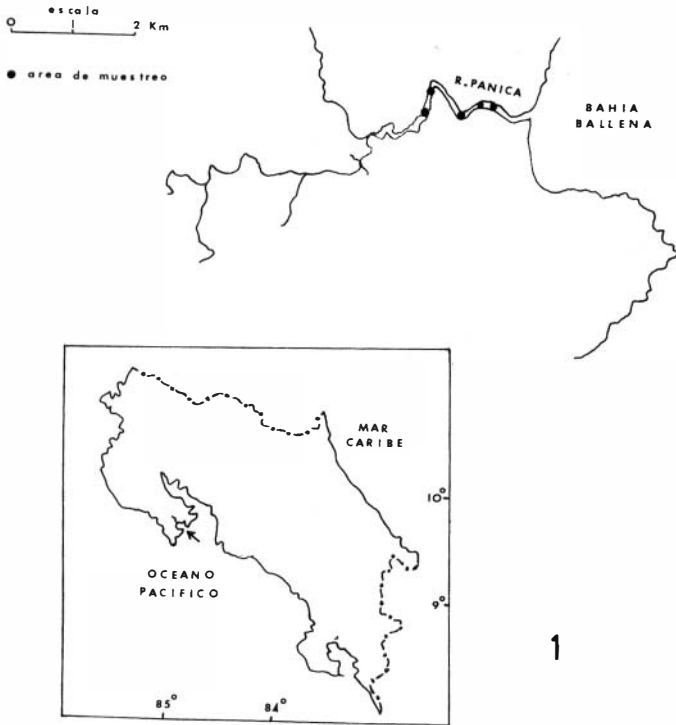 escala
0 2 Km
● area de muestreo
R. PANICA
BAHIA
BALLENA
MAR
CARIBE
10°
OCEANO
PACIFICO
9°
85° 84°
1